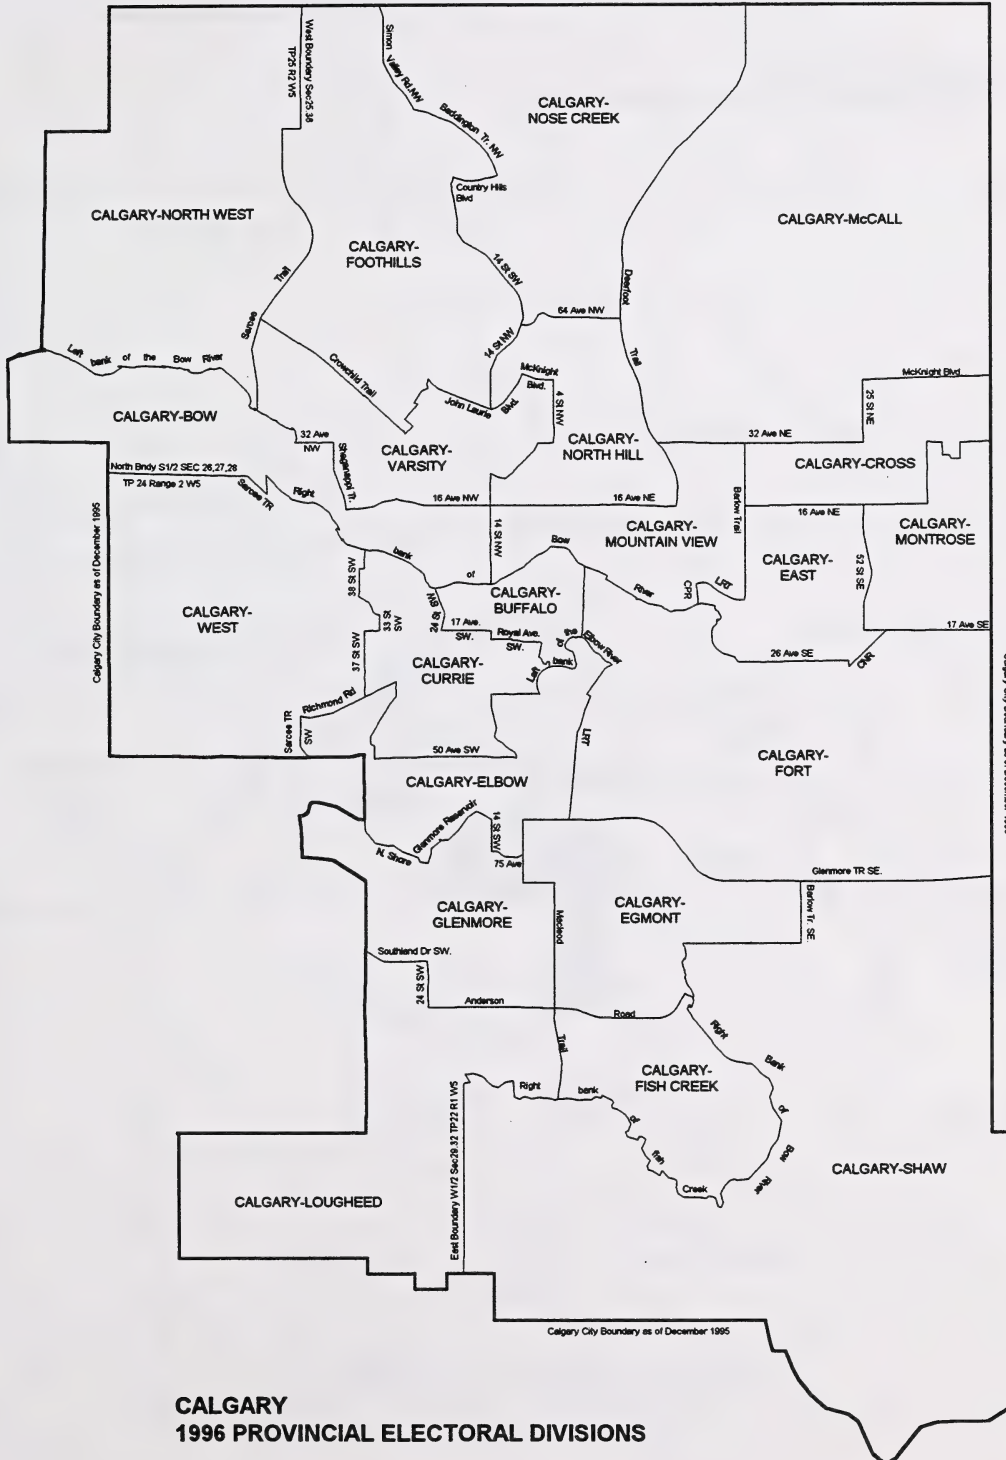 West Boundary Sec25.36
TP25 R2 W5
Simon
Valley Rd.NW
Beddington Tr. NW
CALGARY-
NOSE CREEK
Country Hills
Blvd
CALGARY-NORTH WEST
CALGARY-McCALL
CALGARY-
FOOTHILLS
14 St SW
Trail
Sarcee
Deerfoot
Trail
64 Ave NW
14 St NW
Left bank of the Bow River
Crowchild Trail
McKnight
Blvd.
John Laurie Blvd.
4 St NW
McKnight Blvd.
25 St NE
CALGARY-BOW
32 Ave
NW
Shaganappi Tr.
CALGARY-
VARSITY
CALGARY-
NORTH HILL
32 Ave NE
CALGARY-CROSS
North Bndy S1/2 SEC 26,27,28
TP 24 Range 2 W5
Sarcee TR
Right
bank
of
Bow
River
16 Ave NW
16 Ave NE
Barlow Trail
16 Ave NE
Calgary City Boundary as of December 1995
14 St NW
CALGARY-
MOUNTAIN VIEW
CALGARY-
MONTROSE
CALGARY-
EAST
52 St SE
38 St SW
CPR
LRT
CALGARY-
BUFFALO
CALGARY-
WEST
33 St
SW
24 St SW
17 Ave.
SW.
Royal Ave.
SW.
Left bank of the Elbow River
17 Ave SE
37 St SW
CALGARY-
CURRIE
26 Ave SE
CNR
Richmond Rd
Sarcee TR
SW
LRT
50 Ave SW
CALGARY-
FORT
CALGARY-ELBOW
N. Shore Glenmore Reservoir
14 St SW
75 Ave
Glenmore TR SE.
Barlow Tr. SE.
CALGARY-
GLENMORE
CALGARY-
EGMONT
Macleod
Trail
Southland Dr SW.
24 St SW
Anderson
Road
Right Bank of Bow River
CALGARY-
FISH CREEK
Right bank of fish Creek
East Boundary W1/2 Sec29.32 TP22 R1 W5
CALGARY-SHAW
CALGARY-LOUGHEED
Calgary City Boundary as of December 1995
CALGARY
1996 PROVINCIAL ELECTORAL DIVISIONS